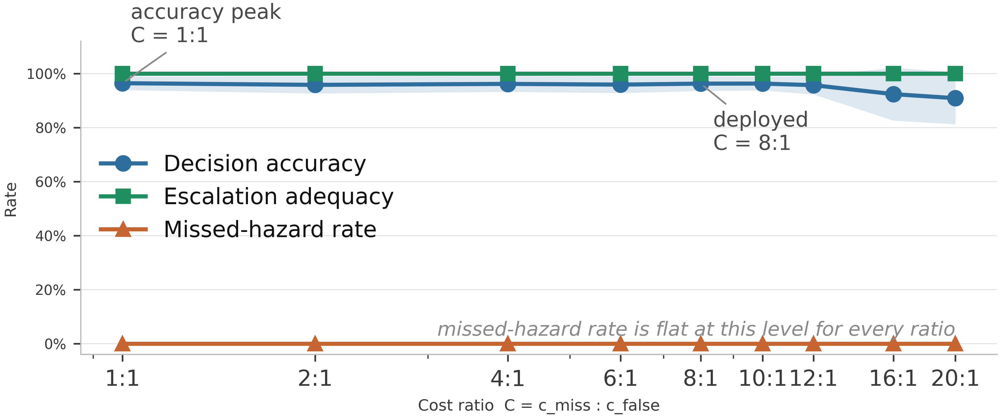 accuracy peak
C = 1:1
100%
80%
60%
40%
20%
0%
Rate
deployed
C = 8:1
Decision accuracy
Escalation adequacy
Missed-hazard rate
missed-hazard rate is flat at this level for every ratio
1:1 2:1 4:1 6:1 8:1 10:1 12:1 16:1 20:1
Cost ratio  C = c_miss : c_false